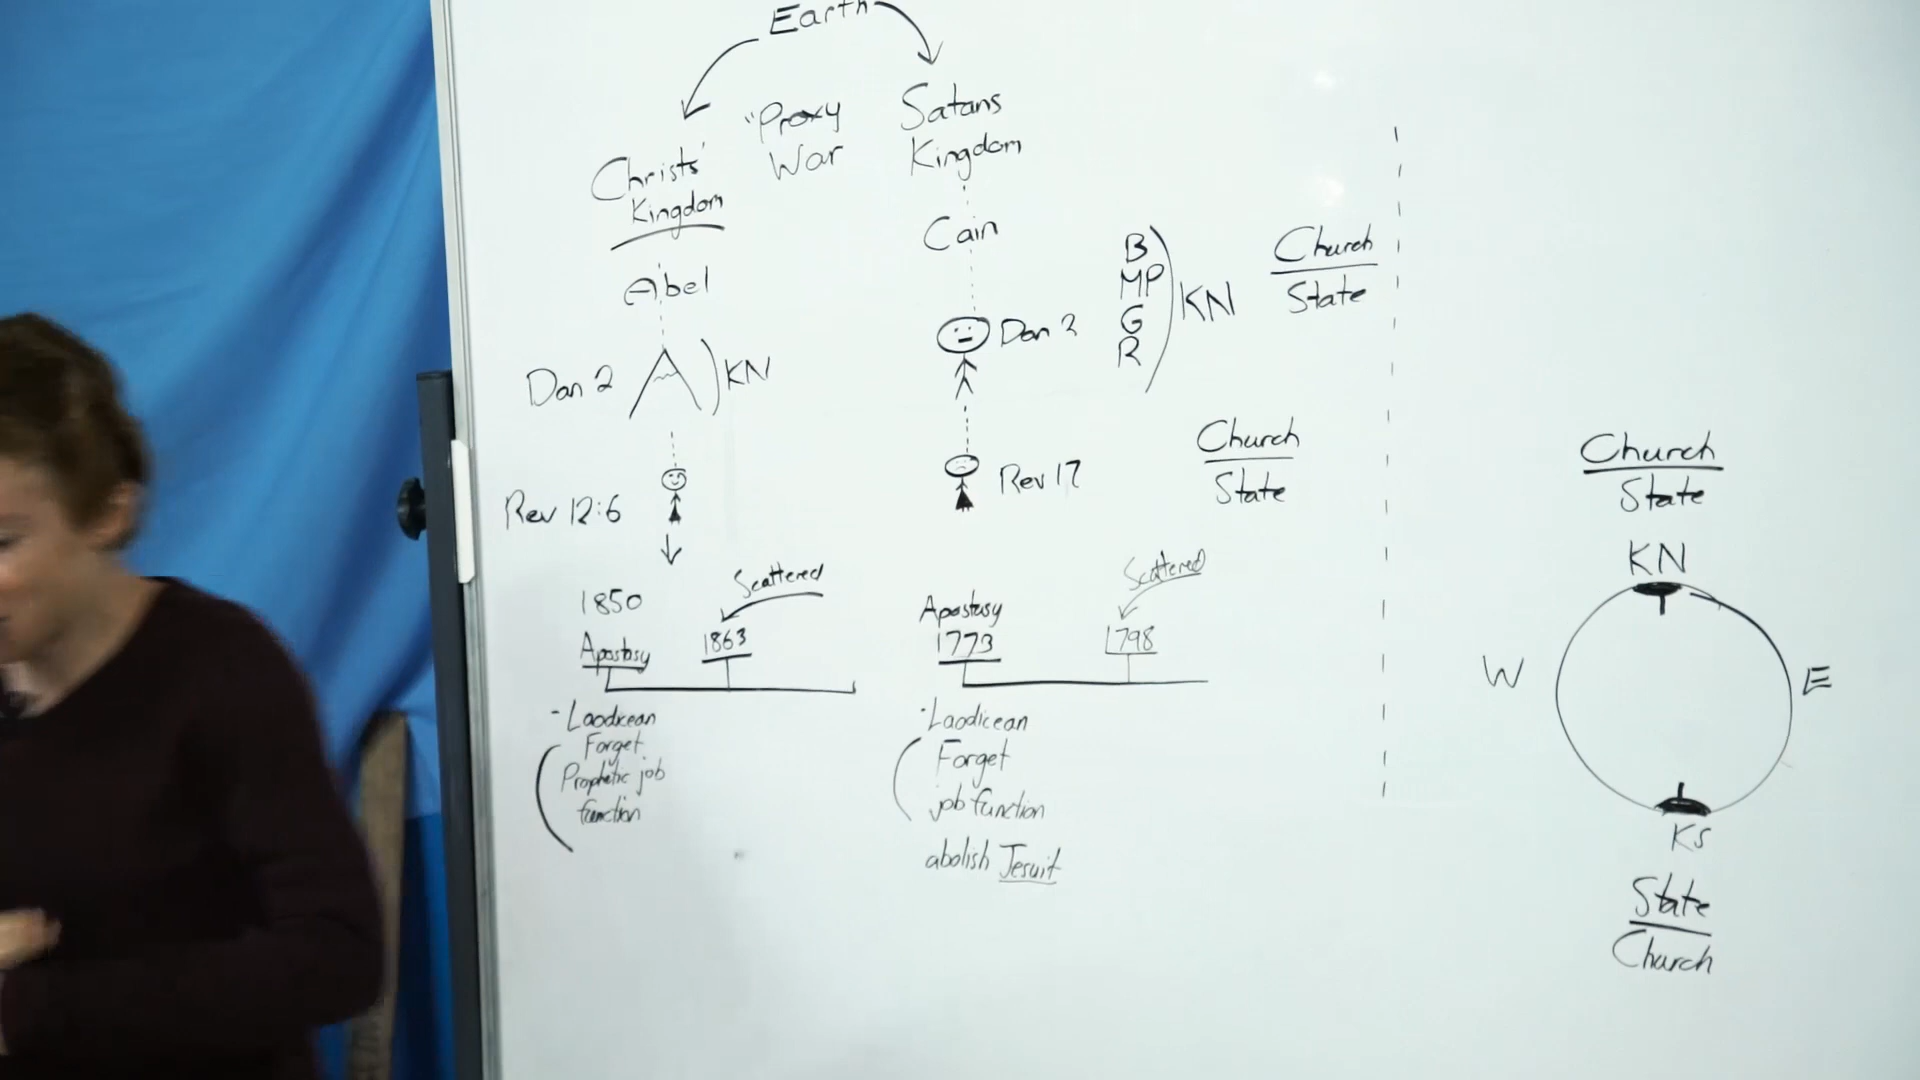 Earth
"Proxy
War
Christs'
Kingdom
Abel
Dan 2
KN
Rev 12:6
1850
Apostasy
Scattered
1863
- Laodicean
Forget
Prophetic job
function
Satans
Kingdom
Cain
Dan 2
B
MP
G
R
KN
Church
State
Rev 17
Church
State
Apostasy
1773
Scattered
1798
· Laodicean
Forget
job function
abolish Jesuit
Church
State
KN
W
E
KS
State
Church